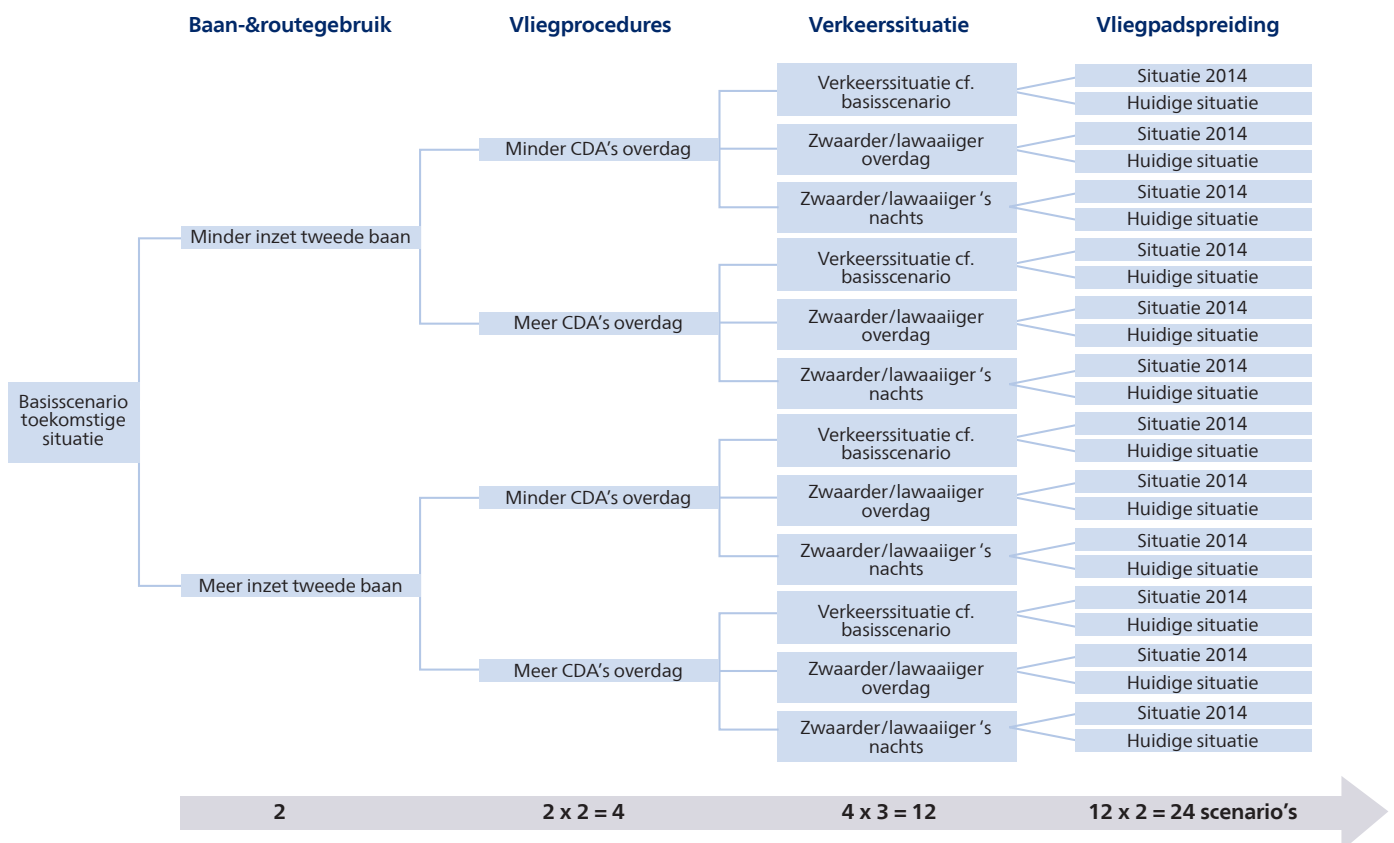 Baan-&routegebruik
Vliegprocedures
Verkeerssituatie
Vliegpadspreiding
Basisscenario
toekomstige
situatie
Minder inzet tweede baan
Minder CDA's overdag
Verkeerssituatie cf.
basisscenario
Situatie 2014
Huidige situatie
Zwaarder/lawaaiiger
overdag
Situatie 2014
Huidige situatie
Zwaarder/lawaaiiger 's
nachts
Situatie 2014
Huidige situatie
Meer CDA's overdag
Verkeerssituatie cf.
basisscenario
Situatie 2014
Huidige situatie
Zwaarder/lawaaiiger
overdag
Situatie 2014
Huidige situatie
Zwaarder/lawaaiiger 's
nachts
Situatie 2014
Huidige situatie
Meer inzet tweede baan
Minder CDA's overdag
Verkeerssituatie cf.
basisscenario
Situatie 2014
Huidige situatie
Zwaarder/lawaaiiger
overdag
Situatie 2014
Huidige situatie
Zwaarder/lawaaiiger 's
nachts
Situatie 2014
Huidige situatie
Meer CDA's overdag
Verkeerssituatie cf.
basisscenario
Situatie 2014
Huidige situatie
Zwaarder/lawaaiiger
overdag
Situatie 2014
Huidige situatie
Zwaarder/lawaaiiger 's
nachts
Situatie 2014
Huidige situatie
2
2 x 2 = 4
4 x 3 = 12
12 x 2 = 24 scenario's